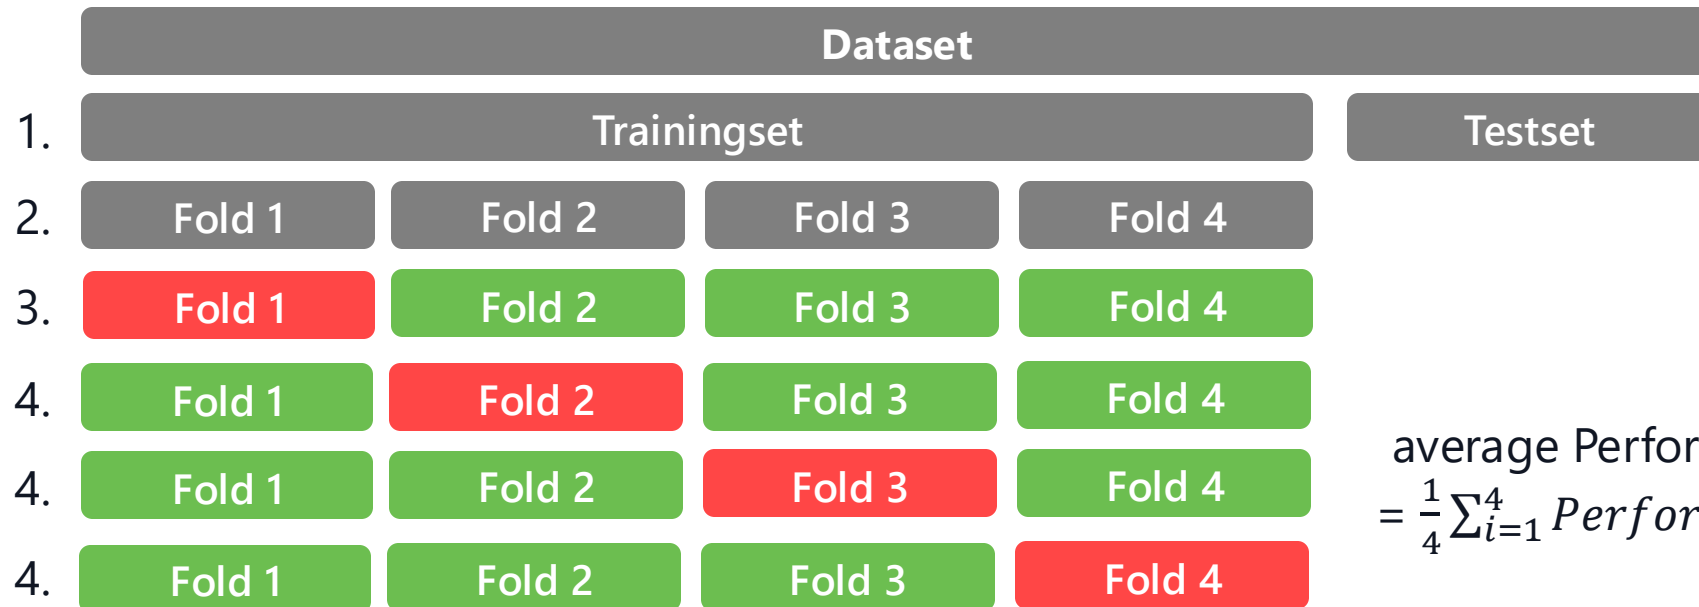 Dataset
1. Trainingset Testset
2. Fold 1 Fold 2 Fold 3 Fold 4
3. Fold 1 Fold 2 Fold 3 Fold 4
4. Fold 1 Fold 2 Fold 3 Fold 4
average Perfor
4. Fold 1 Fold 2 Fold 3 Fold 4
= 1/4 ∑_{i=1}^{4} Perfor
4. Fold 1 Fold 2 Fold 3 Fold 4